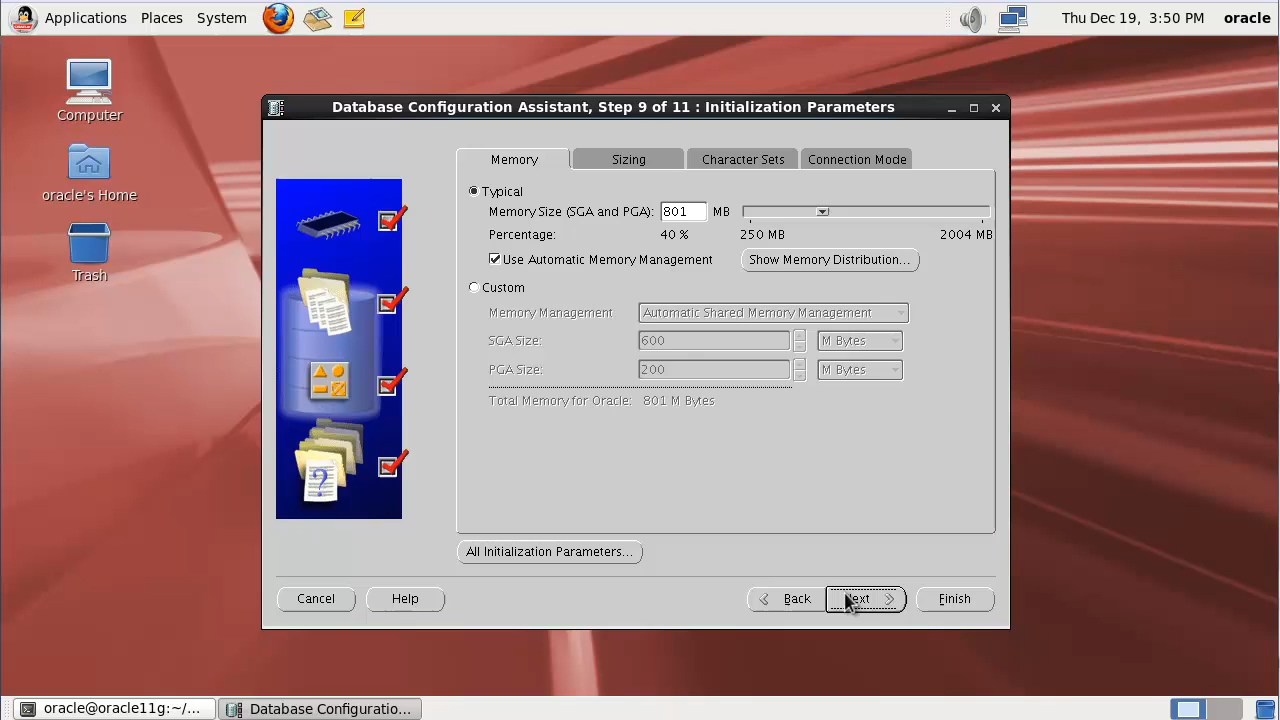 Applications Places System Thu Dec 19, 3:50 PM oracle
Computer
oracle's Home
Trash
Database Configuration Assistant, Step 9 of 11 : Initialization Parameters
Memory Sizing Character Sets Connection Mode
Typical
Memory Size (SGA and PGA): 801 MB
Percentage: 40 % 250 MB 2004 MB
Use Automatic Memory Management Show Memory Distribution...
Custom
Memory Management Automatic Shared Memory Management
SGA Size: 600 M Bytes
PGA Size: 200 M Bytes
Total Memory for Oracle: 801 M Bytes
?
All Initialization Parameters...
Cancel Help Back Next Finish
oracle@oracle11g:~/... Database Configuratio...